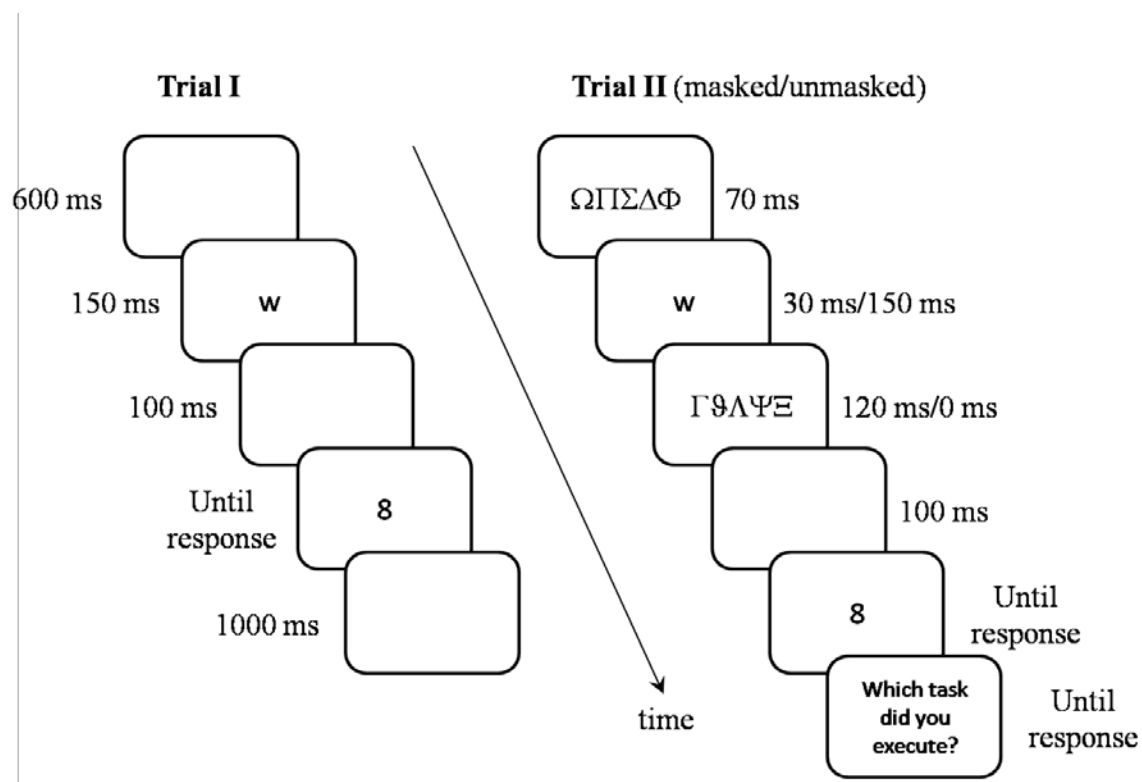 Trial I
600 ms
150 ms
w
100 ms
Until
response
8
1000 ms
time
Trial II (masked/unmasked)
ΩΠΣΔΦ
70 ms
w
30 ms/150 ms
ΓϑΛΨΞ
120 ms/0 ms
100 ms
8
Until
response
Which task
did you
execute?
Until
response